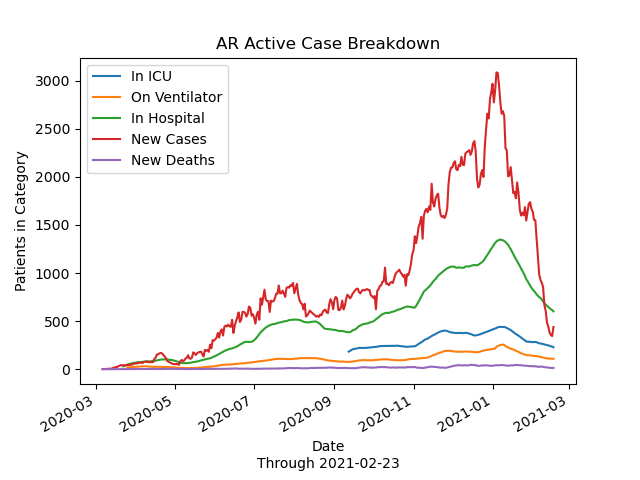 AR Active Case Breakdown
In ICU
On Ventilator
In Hospital
New Cases
New Deaths
3000
2500
2000
1500
1000
500
0
Patients in Category
2020-03
2020-05
2020-07
2020-09
2020-11
2021-01
2021-03
Date
Through 2021-02-23